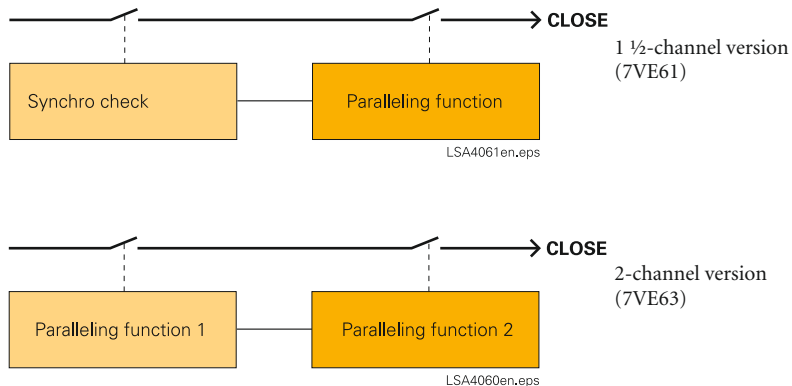 CLOSE
1 ½-channel version
(7VE61)
Synchro check
Paralleling function
LSA4061en.eps
CLOSE
2-channel version
(7VE63)
Paralleling function 1
Paralleling function 2
LSA4060en.eps